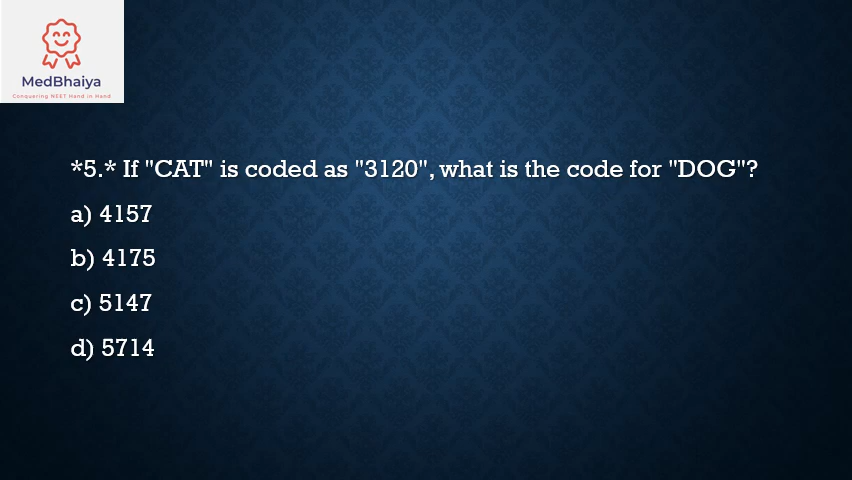 MedBhaiya
Conquering NEET Hand in Hand
*5.* If "CAT" is coded as "3120", what is the code for "DOG"?
a) 4157
b) 4175
c) 5147
d) 5714